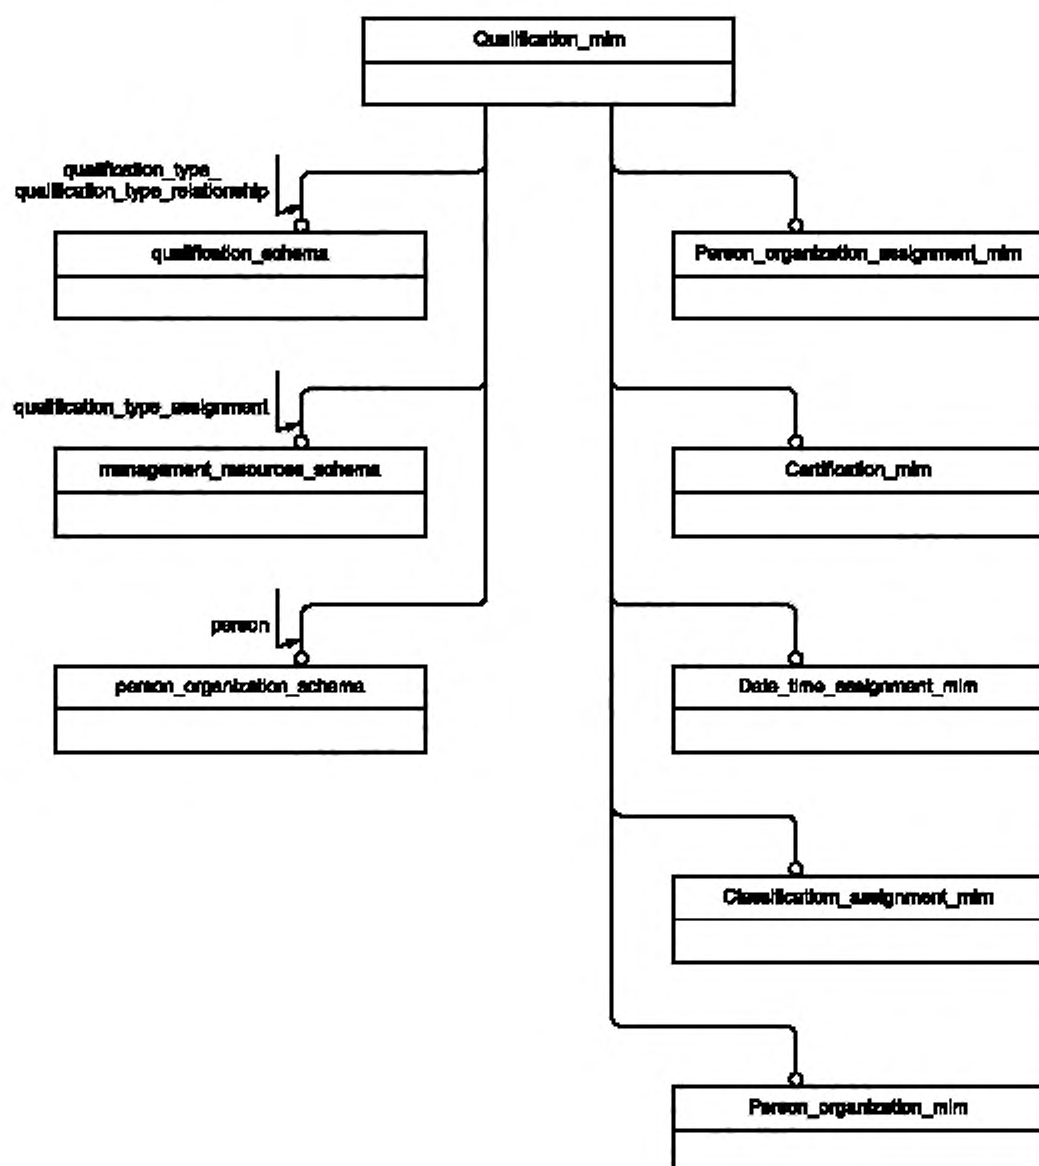 Qualification_mim
qualification_type_
qualification_type_relationship
qualification_schema
Person_organization_assignment_mim
qualification_type_assignment
management_resources_schema
Certification_mim
person
person_organization_schema
Date_time_assignment_mim
Classification_assignment_mim
Person_organization_mim